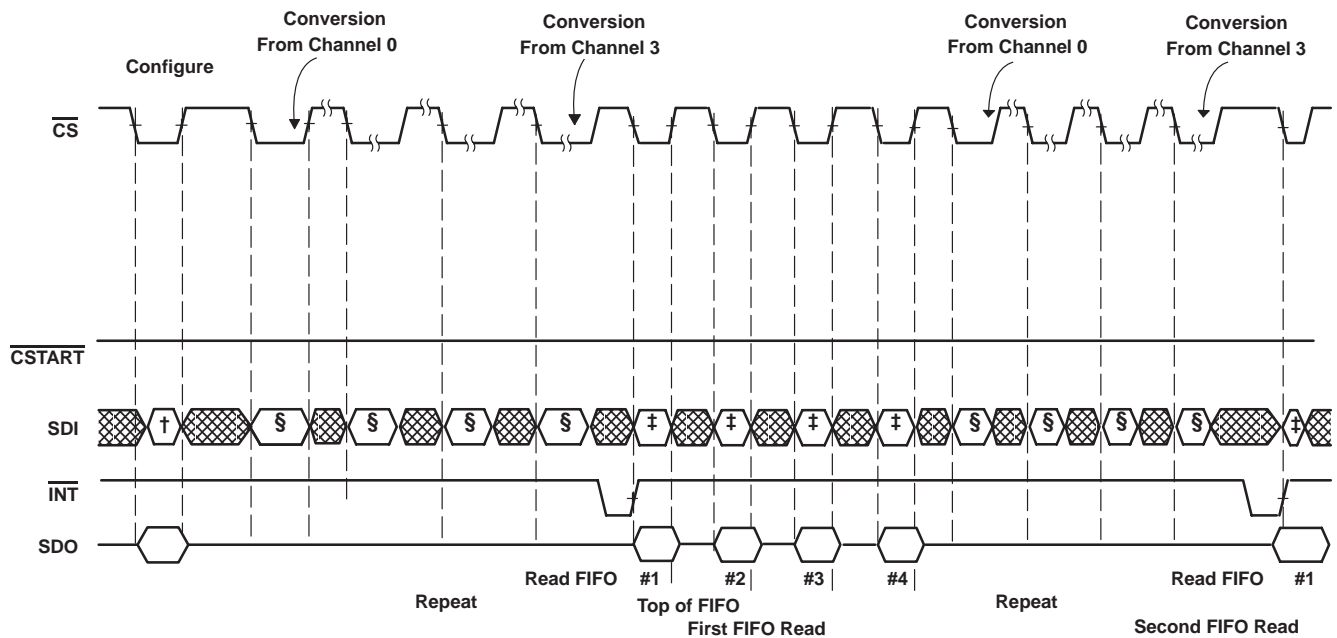 Conversion
From Channel 0
Conversion
From Channel 3
Conversion
From Channel 0
Conversion
From Channel 3
Configure
CS
CSTART
SDI † § § § § ‡ ‡ ‡ ‡ § § § § ‡
INT
SDO
Read FIFO #1 #2 #3 #4 Read FIFO #1
Repeat Top of FIFO Repeat
First FIFO Read Second FIFO Read